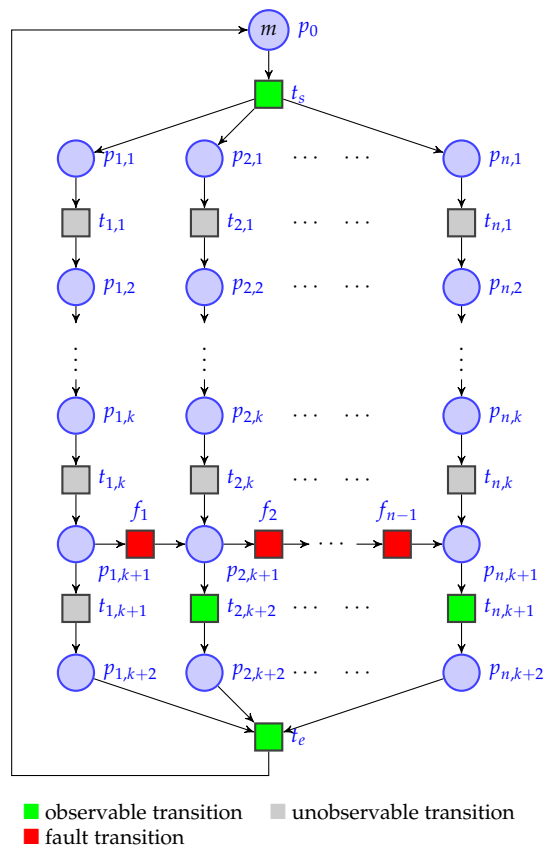 m p₀
tₛ
p₁,₁ p₂,₁ ··· ··· pₙ,₁
t₁,₁ t₂,₁ ··· ··· tₙ,₁
p₁,₂ p₂,₂ ··· ··· pₙ,₂
p₁,ₖ p₂,ₖ ··· ··· pₙ,ₖ
t₁,ₖ t₂,ₖ ··· ··· tₙ,ₖ
f₁ f₂ fₙ₋₁
···
p₁,ₖ₊₁ p₂,ₖ₊₁ pₙ,ₖ₊₁
t₁,ₖ₊₁ t₂,ₖ₊₂ ··· ··· tₙ,ₖ₊₁
p₁,ₖ₊₂ p₂,ₖ₊₂ ··· ··· pₙ,ₖ₊₂
tₑ
observable transition unobservable transition
fault transition